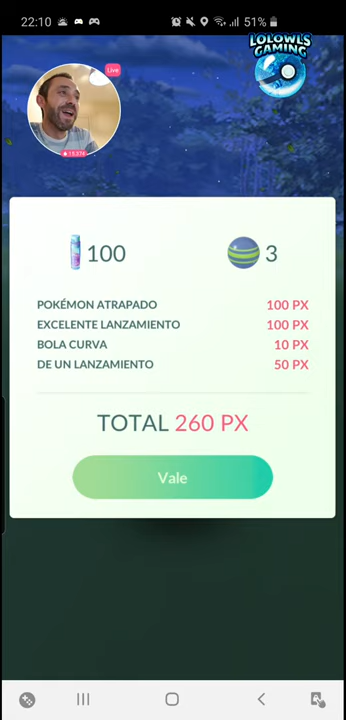 22:10
51%
LOLOWLS
GAMING
Live
100
3
POKÉMON ATRAPADO 100 PX
EXCELENTE LANZAMIENTO 100 PX
BOLA CURVA 10 PX
DE UN LANZAMIENTO 50 PX
TOTAL 260 PX
Vale